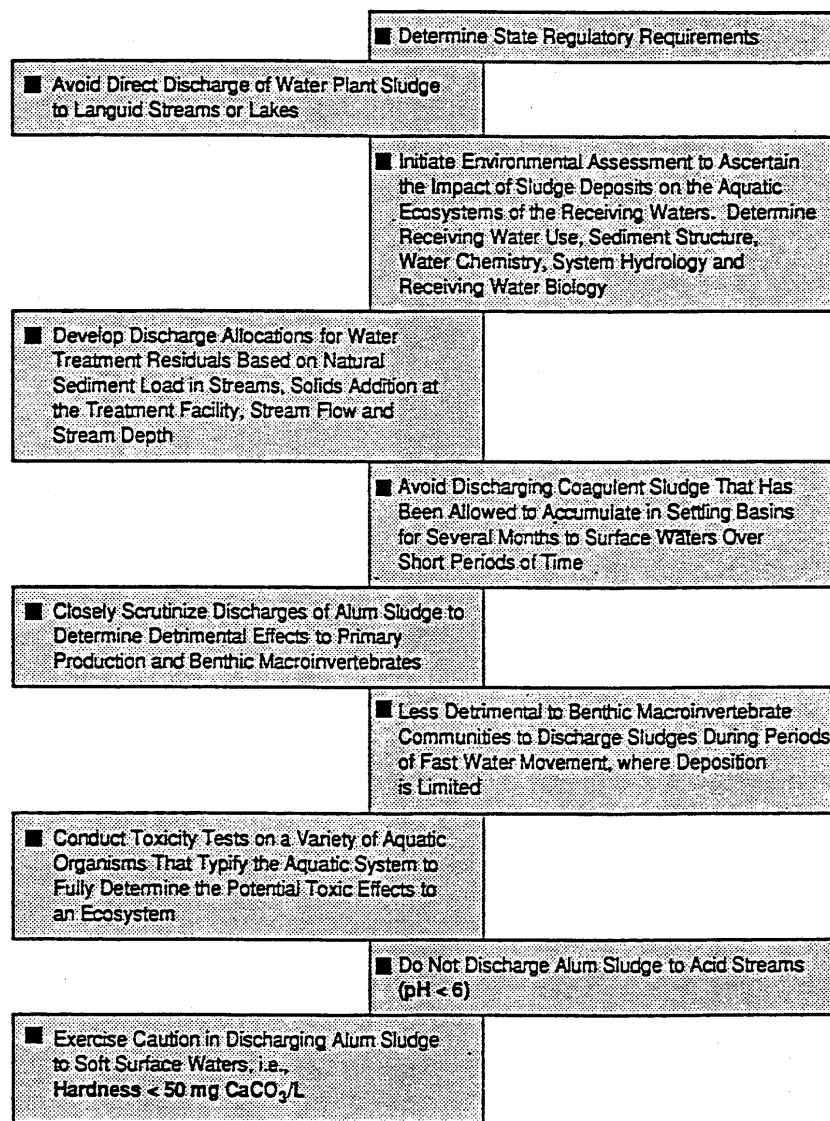 ■ Determine State Regulatory Requirements
■ Avoid Direct Discharge of Water Plant Sludge
to Languid Streams or Lakes
■ Initiate Environmental Assessment to Ascertain
the Impact of Sludge Deposits on the Aquatic
Ecosystems of the Receiving Waters. Determine
Receiving Water Use, Sediment Structure,
Water Chemistry, System Hydrology and
Receiving Water Biology
■ Develop Discharge Allocations for Water
Treatment Residuals Based on Natural
Sediment Load in Streams, Solids Addition at
the Treatment Facility, Stream Flow and
Stream Depth
■ Avoid Discharging Coagulent Sludge That Has
Been Allowed to Accumulate in Settling Basins
for Several Months to Surface Waters Over
Short Periods of Time
■ Closely Scrutinize Discharges of Alum Sludge to
Determine Detrimental Effects to Primary
Production and Benthic Macroinvertebrates
■ Less Detrimental to Benthic Macroinvertebrate
Communities to Discharge Sludges During Periods
of Fast Water Movement, where Deposition
is Limited
■ Conduct Toxicity Tests on a Variety of Aquatic
Organisms That Typify the Aquatic System to
Fully Determine the Potential Toxic Effects to
an Ecosystem
■ Do Not Discharge Alum Sludge to Acid Streams
(pH < 6)
■ Exercise Caution in Discharging Alum Sludge
to Soft Surface Waters, i.e.,
Hardness < 50 mg CaCO₃/L